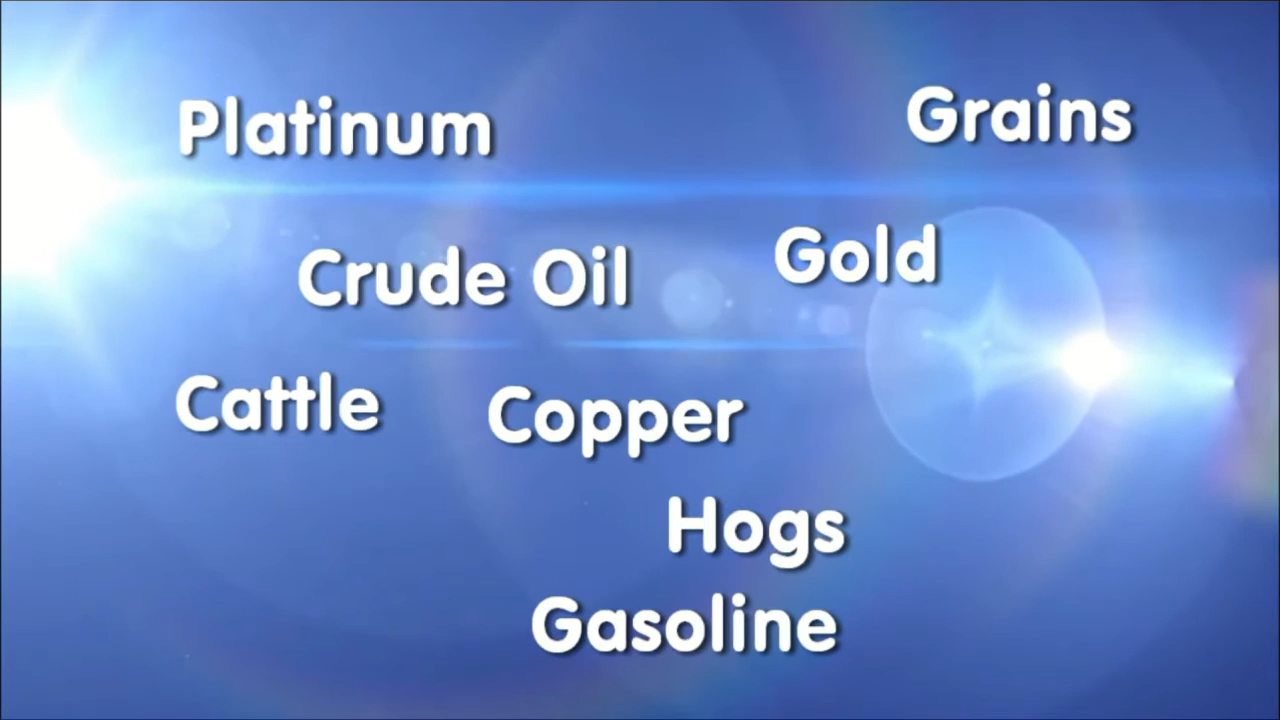 Platinum
Grains
Crude Oil
Gold
Cattle
Copper
Hogs
Gasoline